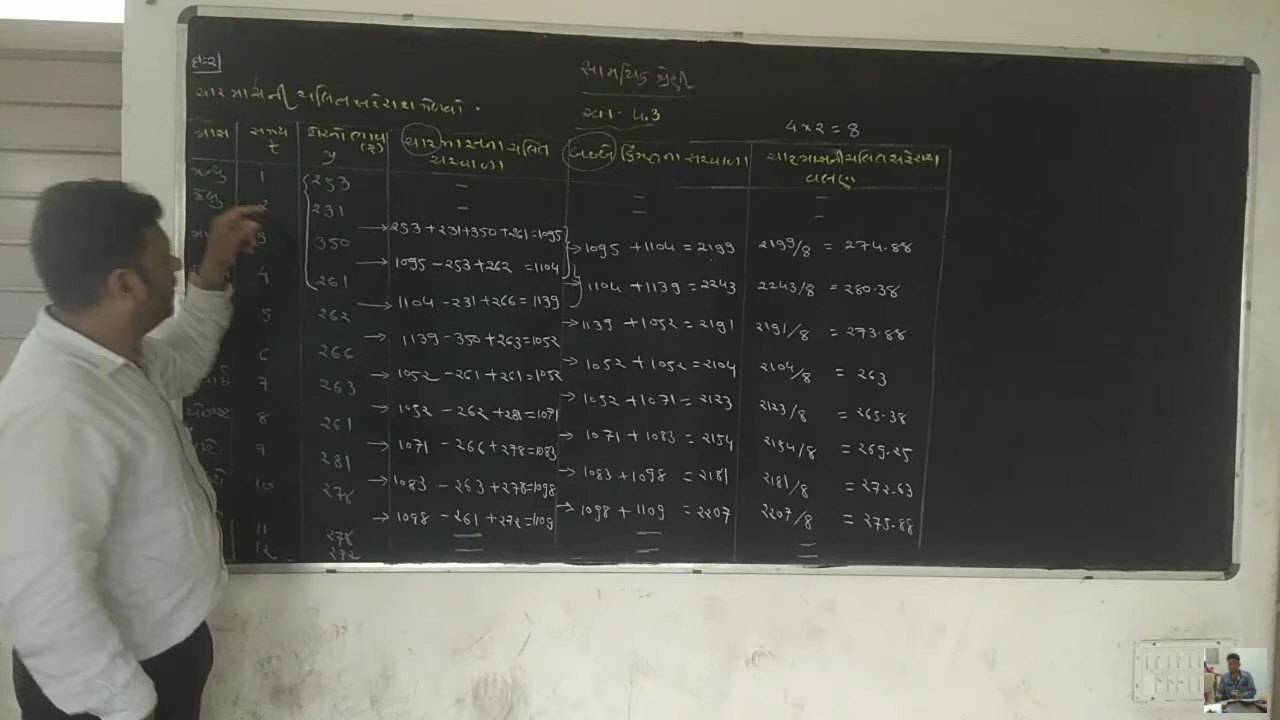 સામયિક શ્રેણી
દા-૨
સ્વા- ૫.૩
ચાર માસની ચલિત સરેરાશ મેળવો .
4 × 2 = 8
માસ સમય t શેરનો ભાવ (₹) y ચાર માસના ચલિત સરવાળા બબ્બે કિંમતના સરવાળા ચાર માસની ચલિત સરેરાશ વલણ
જાન્યુ 1 253 – –
ફેબ્રુ 2 231 – – –
253 + 231 + 350 + 261 = 1095
3 350 1095 + 1104 = 2199 2199/8 = 274.88
1095 - 253 + 262 = 1104
4 261 1104 + 1139 = 2243 2243/8 = 280.38
1104 - 231 + 266 = 1139
5 262 1139 + 1052 = 2191 2191/8 = 273.88
1139 - 350 + 263 = 1052
6 266 1052 + 1052 = 2104 2104/8 = 263
1052 - 261 + 261 = 1052
7 263 1052 + 1071 = 2123 2123/8 = 265.38
1052 - 262 + 281 = 1071
8 261 1071 + 1083 = 2154 2154/8 = 269.25
1071 - 266 + 278 = 1083
9 281 1083 + 1098 = 2181 2181/8 = 272.63
1083 - 263 + 278 = 1098
10 278 1098 + 1109 = 2207 2207/8 = 275.88
1098 - 261 + 272 = 1109
11 278 – – –
12 272 – – –